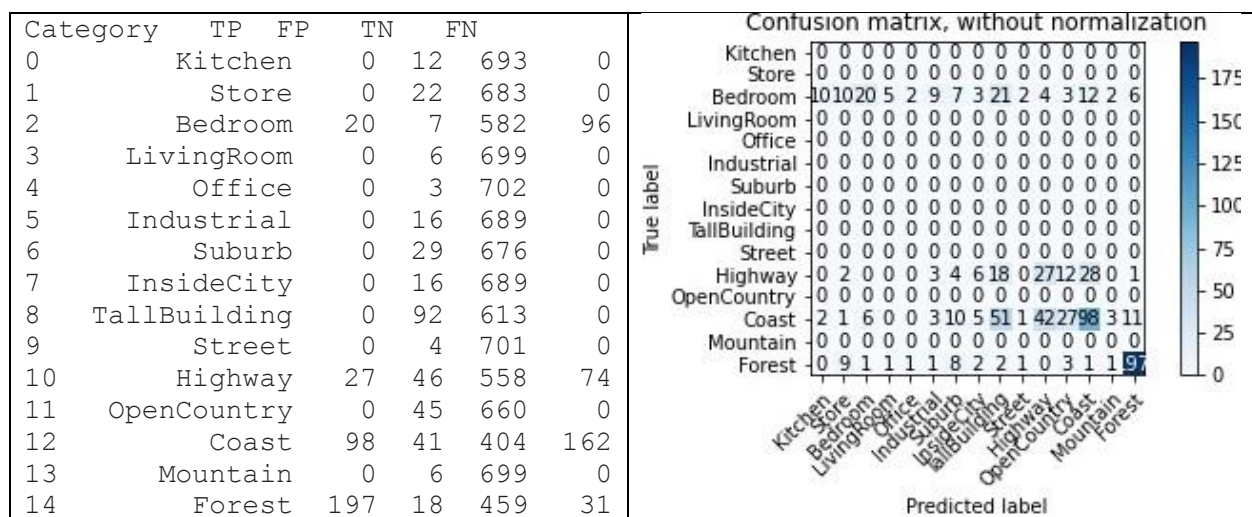 Category TP FP TN FN
0 Kitchen 0 12 693 0
1 Store 0 22 683 0
2 Bedroom 20 7 582 96
3 LivingRoom 0 6 699 0
4 Office 0 3 702 0
5 Industrial 0 16 689 0
6 Suburb 0 29 676 0
7 InsideCity 0 16 689 0
8 TallBuilding 0 92 613 0
9 Street 0 4 701 0
10 Highway 27 46 558 74
11 OpenCountry 0 45 660 0
12 Coast 98 41 404 162
13 Mountain 0 6 699 0
14 Forest 197 18 459 31
Confusion matrix, without normalization
True label
Kitchen 0 0 0 0 0 0 0 0 0 0 0 0 0 0 0
Store 0 0 0 0 0 0 0 0 0 0 0 0 0 0 0
Bedroom 10 10 20 5 2 9 7 3 21 2 4 3 12 2 6
LivingRoom 0 0 0 0 0 0 0 0 0 0 0 0 0 0 0
Office 0 0 0 0 0 0 0 0 0 0 0 0 0 0 0
Industrial 0 0 0 0 0 0 0 0 0 0 0 0 0 0 0
Suburb 0 0 0 0 0 0 0 0 0 0 0 0 0 0 0
InsideCity 0 0 0 0 0 0 0 0 0 0 0 0 0 0 0
TallBuilding 0 0 0 0 0 0 0 0 0 0 0 0 0 0 0
Street 0 0 0 0 0 0 0 0 0 0 0 0 0 0 0
Highway 0 2 0 0 0 3 4 6 18 0 27 12 28 0 1
OpenCountry 0 0 0 0 0 0 0 0 0 0 0 0 0 0 0
Coast 2 1 6 0 0 3 10 5 51 1 42 27 98 3 11
Mountain 0 0 0 0 0 0 0 0 0 0 0 0 0 0 0
Forest 0 9 1 1 1 1 8 2 2 1 0 3 1 1 197
Kitchen
Store
Bedroom
LivingRoom
Office
Industrial
Suburb
InsideCity
TallBuilding
Street
Highway
OpenCountry
Coast
Mountain
Forest
Predicted label
175
150
125
100
75
50
25
0